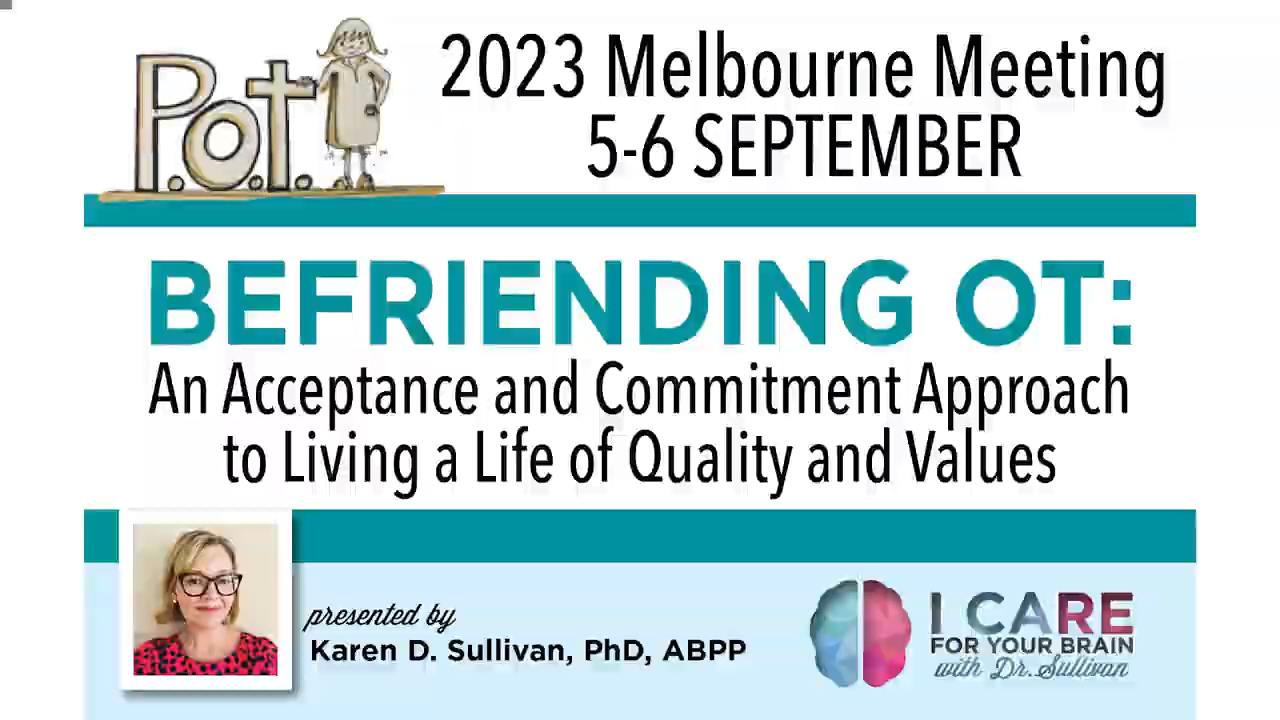 P.O.T.
2023 Melbourne Meeting
5-6 SEPTEMBER
BEFRIENDING OT:
An Acceptance and Commitment Approach
to Living a Life of Quality and Values
presented by
Karen D. Sullivan, PhD, ABPP
I CARE
FOR YOUR BRAIN
with Dr. Sullivan